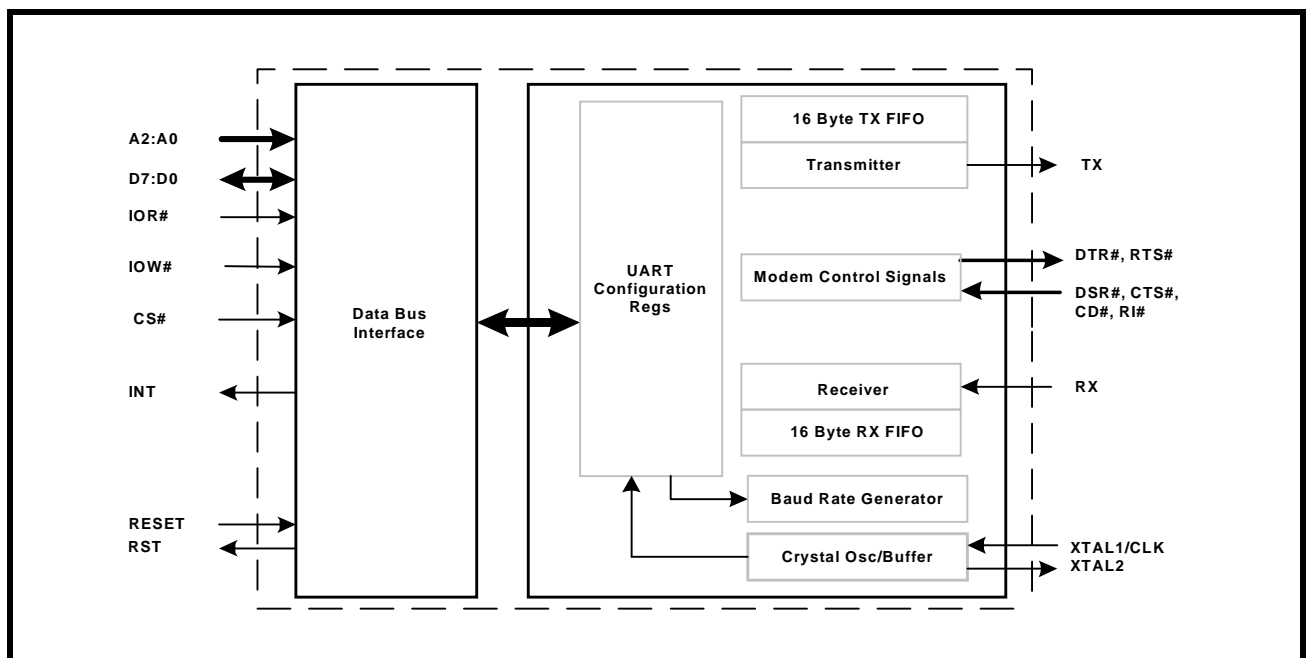 A2:A0
D7:D0
IOR#
IOW#
CS#
INT
RESET
RST
Data Bus
Interface
UART
Configuration
Regs
16 Byte TX FIFO
Transmitter
Modem Control Signals
Receiver
16 Byte RX FIFO
Baud Rate Generator
Crystal Osc/Buffer
TX
DTR#, RTS#
DSR#, CTS#,
CD#, RI#
RX
XTAL1/CLK
XTAL2